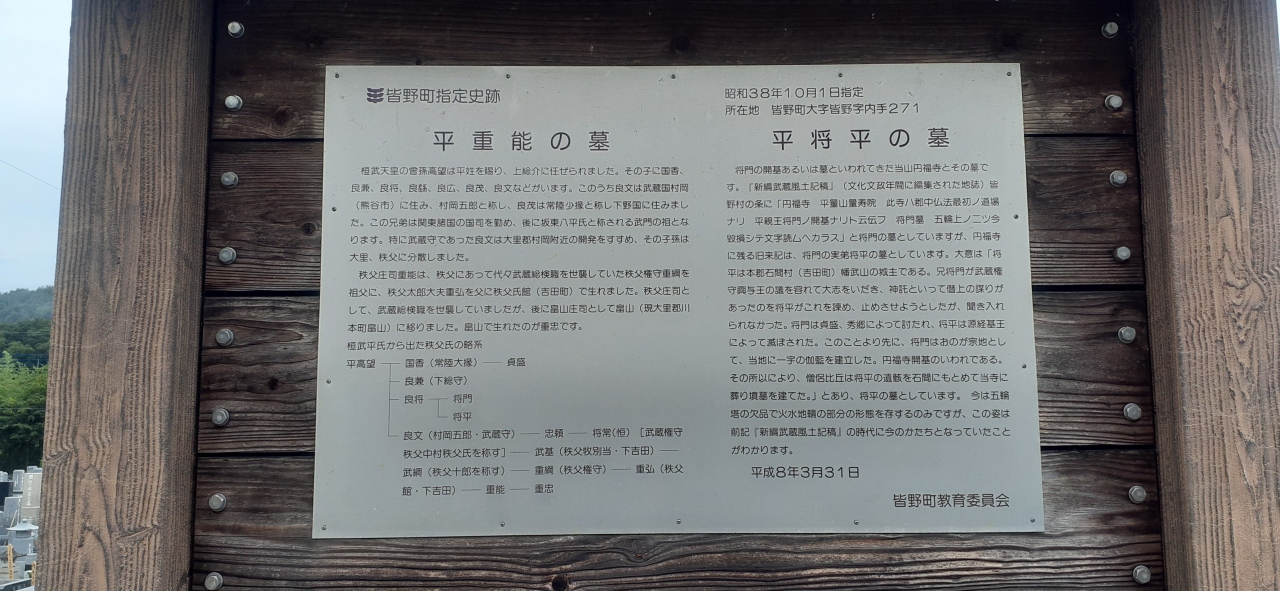 皆野町指定史跡
昭和38年10月1日指定
所在地　皆野町大字皆野字内手271
平重能の墓
桓武天皇の曾孫高望は平姓を賜り、上総介に任ぜられました。その子に国香、
良兼、良将、良繇、良広、良茂、良文などがいます。このうち良文は武蔵国村岡
（熊谷市）に住み、村岡五郎と称し、良茂は常陸少掾と称し下野国に住みまし
た。この兄弟は関東諸国の国司を勤め、後に坂東八平氏と称される武門の祖とな
ります。特に武蔵守であった良文は大里郡村岡附近の開発をすすめ、その子孫は
大里、秩父に分散しました。
秩父庄司重能は、秩父にあって代々武蔵総検職を世襲していた秩父権守重綱を
祖父に、秩父太郎大夫重弘を父に秩父氏館（吉田町）で生れました。秩父庄司と
して、武蔵総検職を世襲していましたが、後に畠山庄司として畠山（現大里郡川
本町畠山）に移りました。畠山で生れたのが重忠です。
桓武平氏から出た秩父氏の略系
平高望　国香（常陸大掾）―― 貞盛
良兼（下総守）
良将　将門
将平
良文（村岡五郎・武蔵守）―― 忠頼 ―― 将常（恒）［武蔵権守
秩父中村秩父氏を称す］―― 武基（秩父牧別当・下吉田）――
武綱（秩父十郎を称す）―― 重綱（秩父権守）―― 重弘（秩父
館・下吉田）―― 重能 ―― 重忠
平将平の墓
将門の開基あるいは墓といわれてきた当山円福寺とその墓で
す。『新編武蔵風土記稿』（文化文政年間に編集された地誌）皆
野村の条に「円福寺　平量山量寿院　此寺八郡中仏法最初ノ道場
ナリ　平親王将門ノ開基ナリト云伝フ　将門墓　五輪上ノ二ツ今
毀損シテ文字読ムヘカラス」と将門の墓としていますが、円福寺
に残る旧来記は、将門の実弟将平の墓としています。大意は「将
平は本郡石間村（吉田町）幡武山の城主である。兄将門が武蔵権
守興与王の議を容れて大志をいだき、神託といって僭上の謀りが
あったのを将平がこれを諫め、止めさせようとしたが、聞き入れ
られなかった。将門は貞盛、秀郷によって討たれ、将平は源経基王
によって滅ぼされた。このことより先に、将門はおのが宗地とし
て、当地に一宇の伽藍を建立した。円福寺開基のいわれである。
その所以により、僧侶比丘は将平の遺骸を石間にもとめて当寺に
葬り墳墓を建てた。」とあり、将平の墓としています。今は五輪
塔の欠品で火水地輪の部分の形態を存するのみですが、この姿は
前記『新編武蔵風土記稿』の時代に今のかたちとなっていたこと
がわかります。
平成8年3月31日
皆野町教育委員会